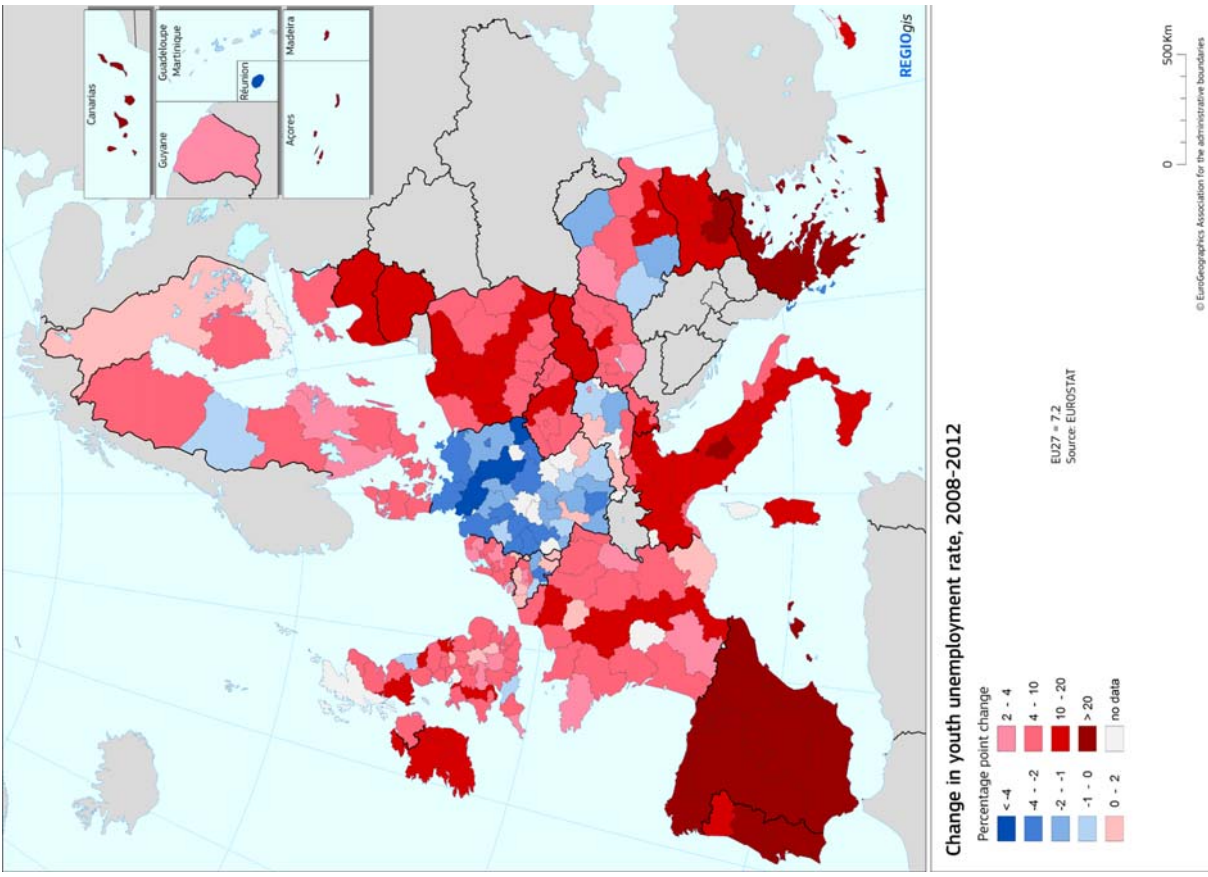 Canarias
Guyane
Guadeloupe
Martinique
Réunion
Açores
Madeira
REGIOgis
Change in youth unemployment rate, 2008-2012
Percentage point change
< -4
-4 - -2
-2 - -1
-1 - 0
0 - 2
2 - 4
4 - 10
10 - 20
> 20
no data
EU27 = 7.2
Source: EUROSTAT
0 500 Km
© EuroGeographics Association for the administrative boundaries